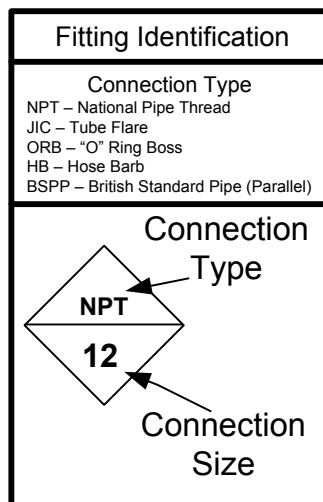 Fitting Identification
Connection Type
NPT – National Pipe Thread
JIC – Tube Flare
ORB – “O” Ring Boss
HB – Hose Barb
BSPP – British Standard Pipe (Parallel)
Connection
Type
NPT
12
Connection
Size